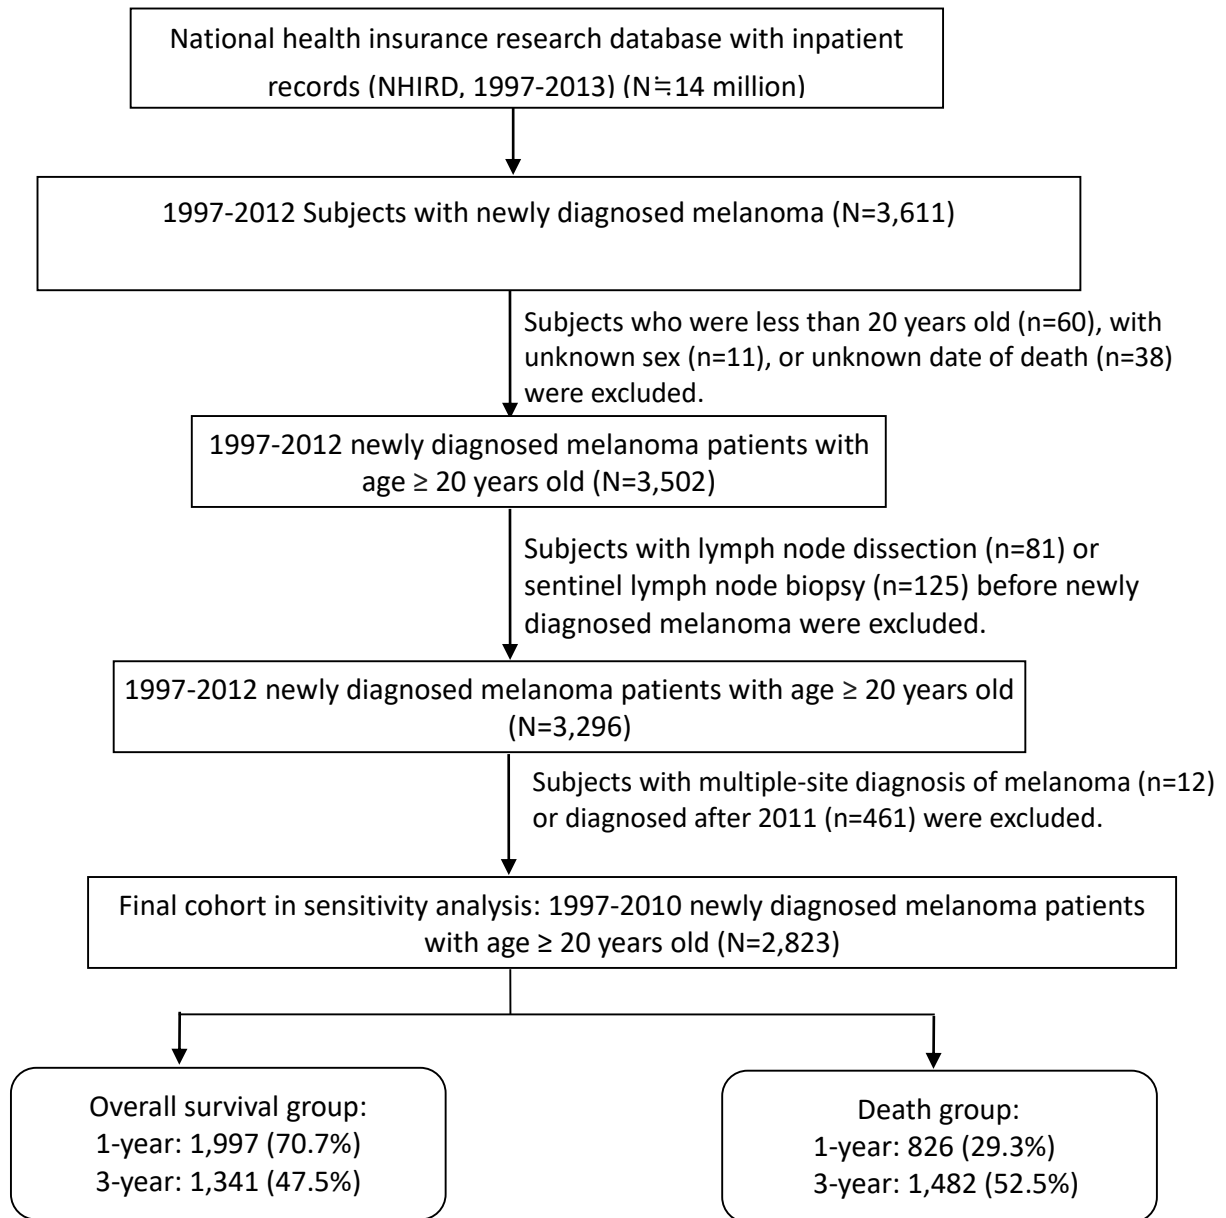 National health insurance research database with inpatient
records (NHIRD, 1997-2013) (N≒14 million)
1997-2012 Subjects with newly diagnosed melanoma (N=3,611)
Subjects who were less than 20 years old (n=60), with
unknown sex (n=11), or unknown date of death (n=38)
were excluded.
1997-2012 newly diagnosed melanoma patients with
age ≥ 20 years old (N=3,502)
Subjects with lymph node dissection (n=81) or
sentinel lymph node biopsy (n=125) before newly
diagnosed melanoma were excluded.
1997-2012 newly diagnosed melanoma patients with age ≥ 20 years old
(N=3,296)
Subjects with multiple-site diagnosis of melanoma (n=12)
or diagnosed after 2011 (n=461) were excluded.
Final cohort in sensitivity analysis: 1997-2010 newly diagnosed melanoma patients
with age ≥ 20 years old (N=2,823)
Overall survival group:
1-year: 1,997 (70.7%)
3-year: 1,341 (47.5%)
Death group:
1-year: 826 (29.3%)
3-year: 1,482 (52.5%)